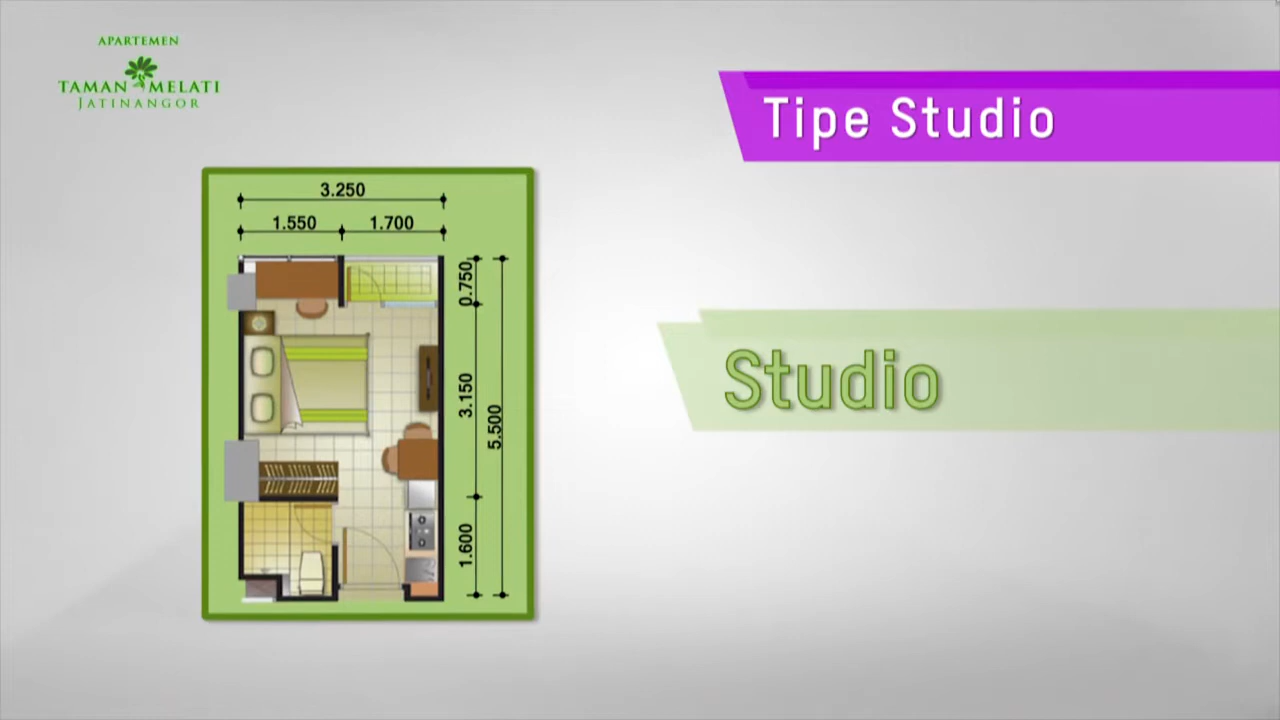 APARTEMEN
TAMAN MELATI
JATINANGOR
Tipe Studio
3.250
1.550 1.700
0.750
3.150
5.500
1.600
Studio